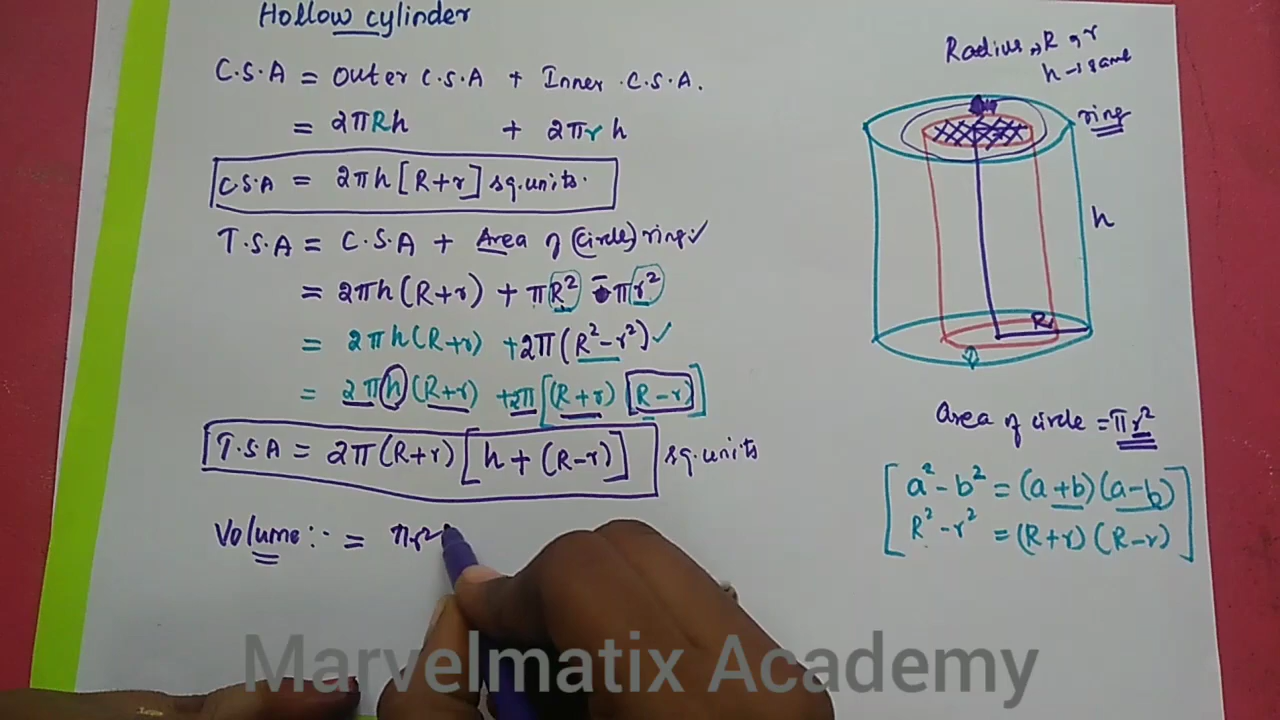 Hollow cylinder
C.S.A = Outer C.S.A + Inner C.S.A.
= 2πRh + 2πrh
C.S.A = 2πh[R+r] sq.units.
T.S.A = C.S.A + Area of (circle) ring ✓
= 2πh(R+r) + πR² - πr²
= 2πh(R+r) + 2π(R²-r²) ✓
= 2πh(R+r) + 2π[(R+r)(R-r)]
T.S.A = 2π(R+r)[h+(R-r)] sq.units
Volume:- = πr²
Radius → R, r
h → same
ring
h
R
Area of circle = πr²
a²-b² = (a+b)(a-b)
R²-r² = (R+r)(R-r)
Marvelmatix Academy